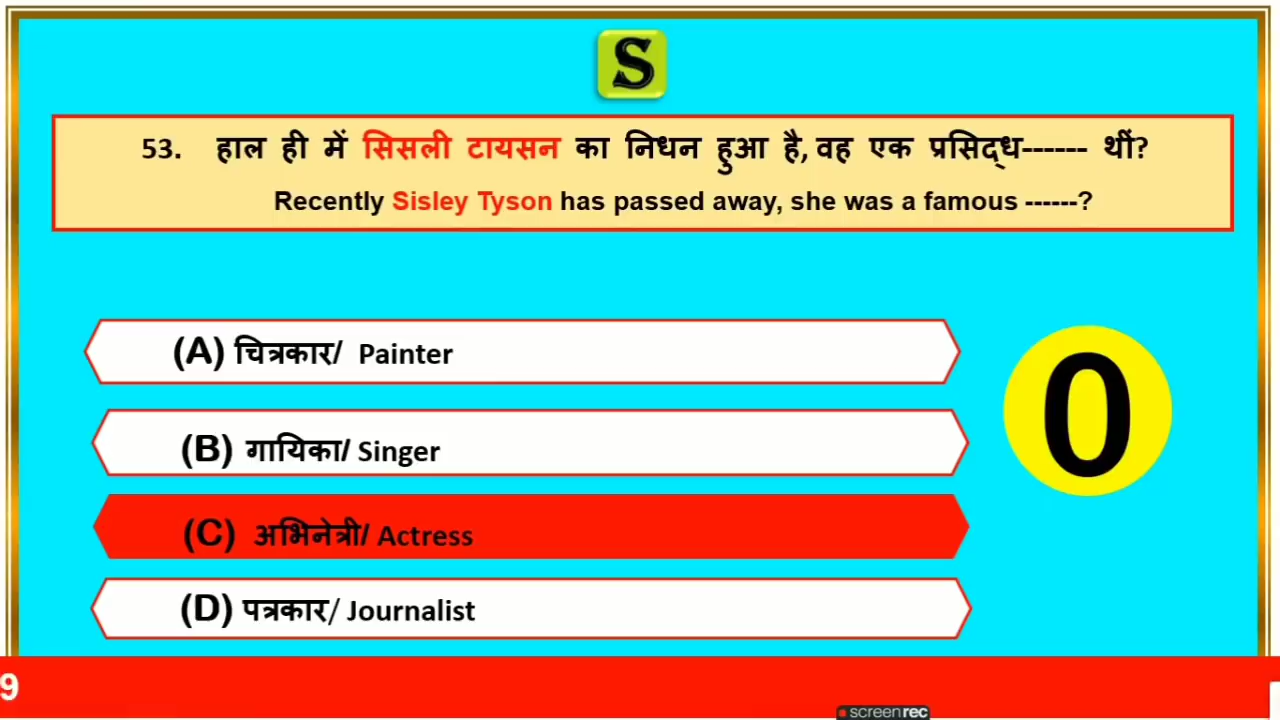 S
53. हाल ही में सिसली टायसन का निधन हुआ है, वह एक प्रसिद्ध------ थीं?
Recently Sisley Tyson has passed away, she was a famous ------?
(A) चित्रकार/ Painter
0
(B) गायिका/ Singer
(C) अभिनेत्री/ Actress
(D) पत्रकार/ Journalist
9
screenrec